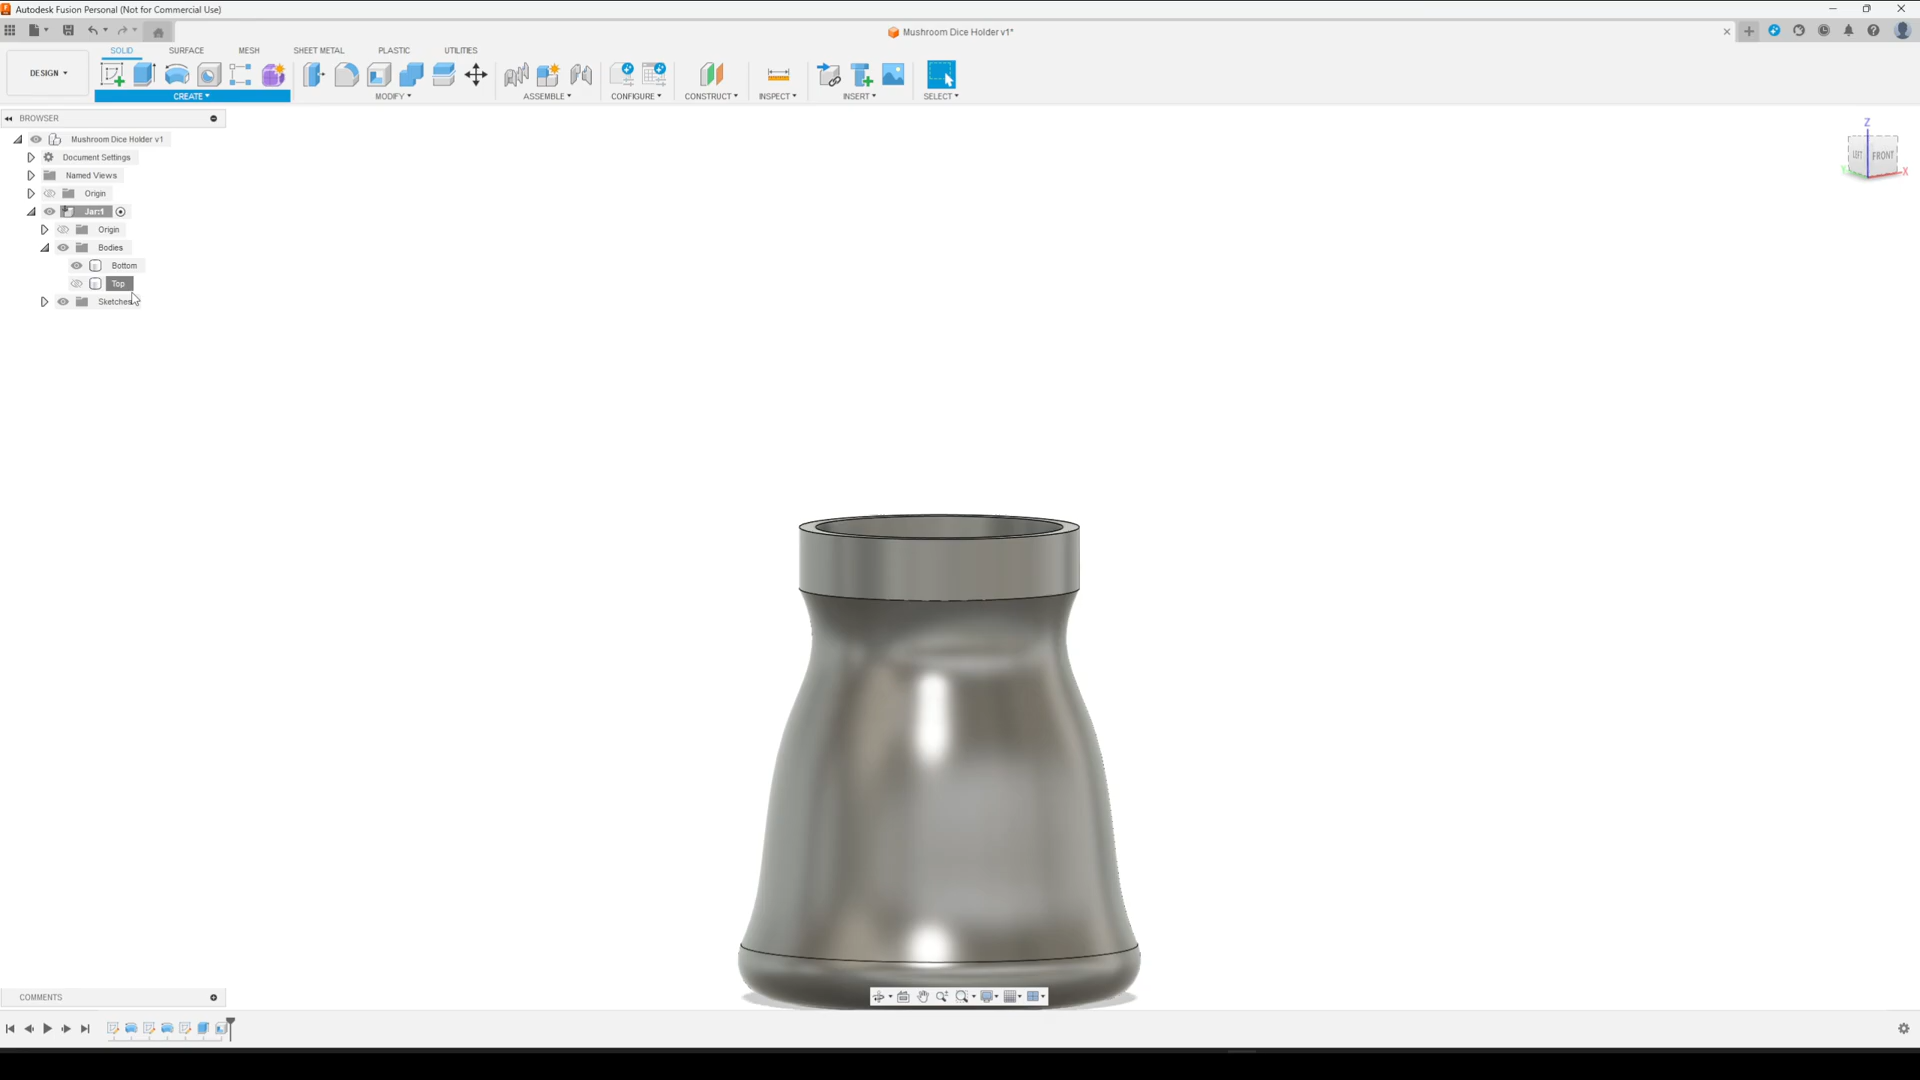 Autodesk Fusion Personal (Not for Commercial Use)
Mushroom Dice Holder v1*
SOLID SURFACE MESH SHEET METAL PLASTIC UTILITIES
DESIGN
CREATE MODIFY ASSEMBLE CONFIGURE CONSTRUCT INSPECT INSERT SELECT
BROWSER
Mushroom Dice Holder v1
Document Settings
Named Views
Origin
Jar:1
Origin
Bodies
Bottom
Top
Sketches
Z
LEFT FRONT
Y X
COMMENTS